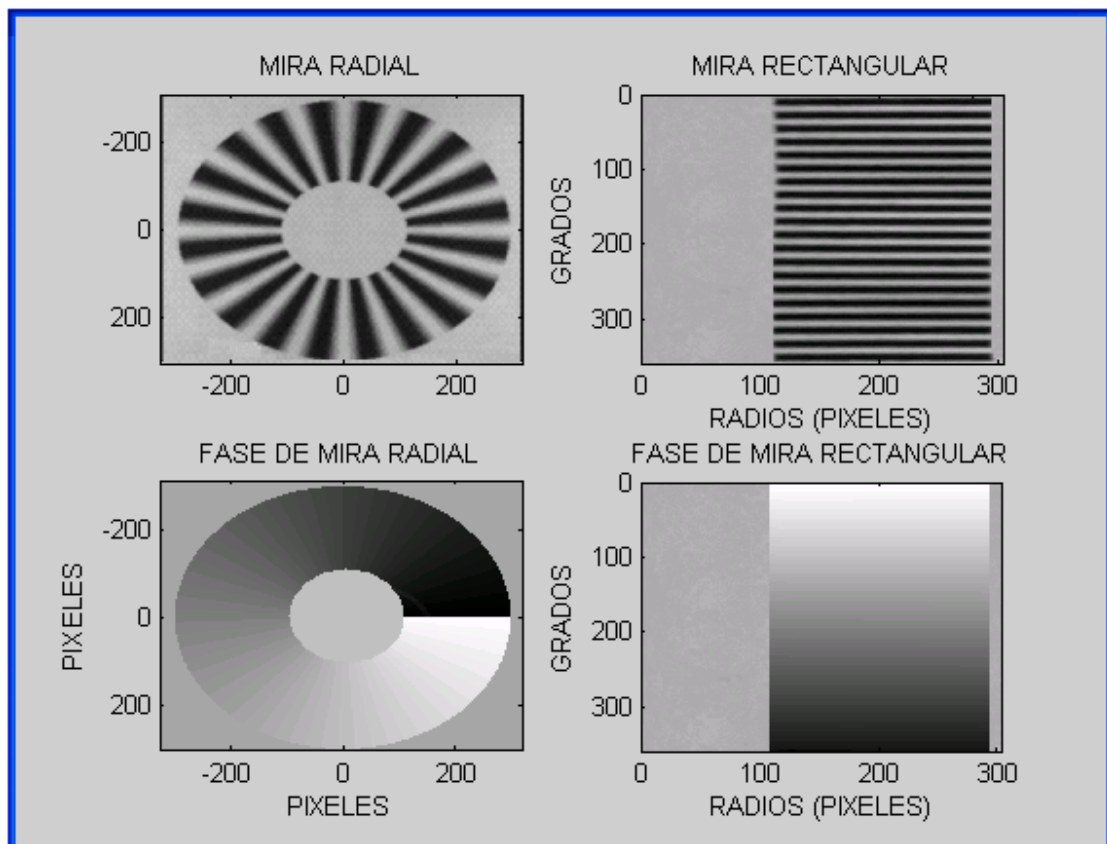 MIRA RADIAL
-200
0
200
-200 0 200
MIRA RECTANGULAR
0
100
200
300
GRADOS
0 100 200 300
RADIOS (PIXELES)
FASE DE MIRA RADIAL
-200
0
200
PIXELES
-200 0 200
PIXELES
FASE DE MIRA RECTANGULAR
0
100
200
300
GRADOS
0 100 200 300
RADIOS (PIXELES)